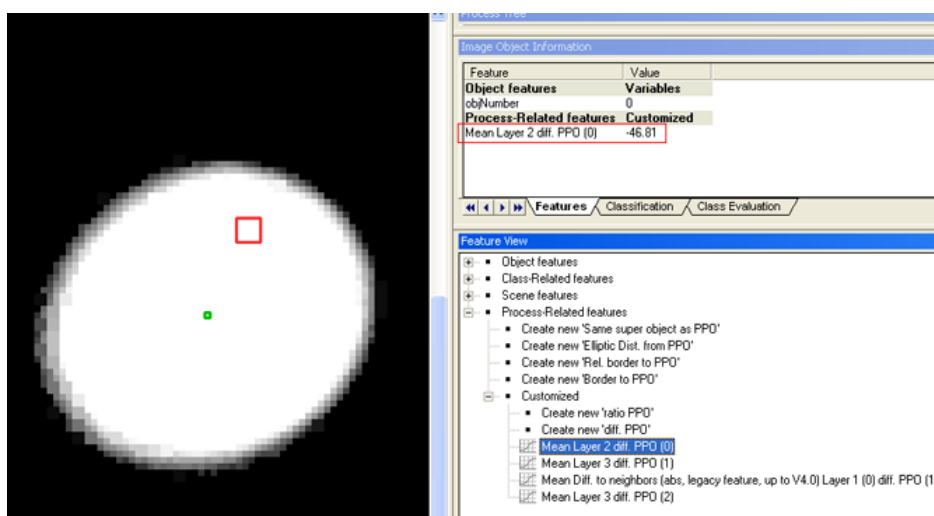 Process Tree
Image Object Information
Feature Value
Object features Variables
objNumber 0
Process-Related features Customized
Mean Layer 2 diff. PPO (0) -46.81
Features Classification Class Evaluation
Feature View
Object features
Class-Related features
Scene features
Process-Related features
Create new 'Same super object as PPO'
Create new 'Elliptic Dist. from PPO'
Create new 'Rel. border to PPO'
Create new 'Border to PPO'
Customized
Create new 'ratio PPO'
Create new 'diff. PPO'
Mean Layer 2 diff. PPO (0)
Mean Layer 3 diff. PPO (1)
Mean Diff. to neighbors (abs, legacy feature, up to V4.0) Layer 1 (0) diff. PPO (1
Mean Layer 3 diff. PPO (2)